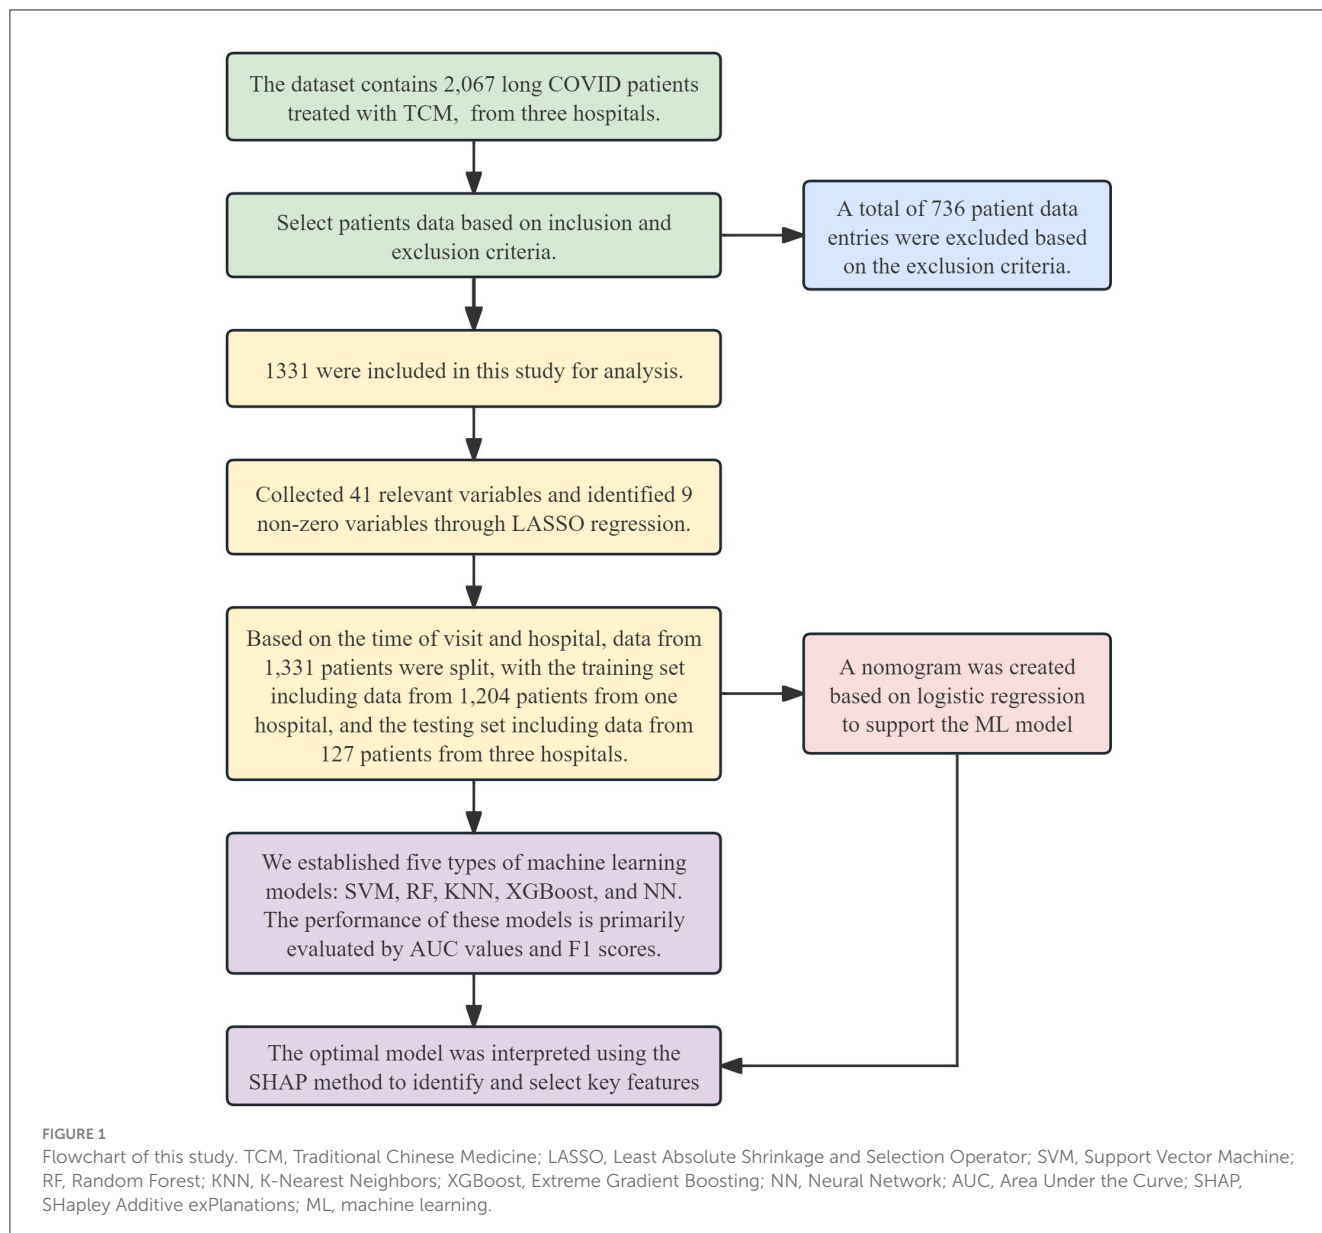 The dataset contains 2,067 long COVID patients
treated with TCM, from three hospitals.
Select patients data based on inclusion and
exclusion criteria.
A total of 736 patient data
entries were excluded based
on the exclusion criteria.
1331 were included in this study for analysis.
Collected 41 relevant variables and identified 9
non-zero variables through LASSO regression.
Based on the time of visit and hospital, data from
1,331 patients were split, with the training set
including data from 1,204 patients from one
hospital, and the testing set including data from
127 patients from three hospitals.
A nomogram was created
based on logistic regression
to support the ML model
We established five types of machine learning
models: SVM, RF, KNN, XGBoost, and NN.
The performance of these models is primarily
evaluated by AUC values and F1 scores.
The optimal model was interpreted using the
SHAP method to identify and select key features
FIGURE 1
Flowchart of this study. TCM, Traditional Chinese Medicine; LASSO, Least Absolute Shrinkage and Selection Operator; SVM, Support Vector Machine;
RF, Random Forest; KNN, K-Nearest Neighbors; XGBoost, Extreme Gradient Boosting; NN, Neural Network; AUC, Area Under the Curve; SHAP,
SHapley Additive exPlanations; ML, machine learning.